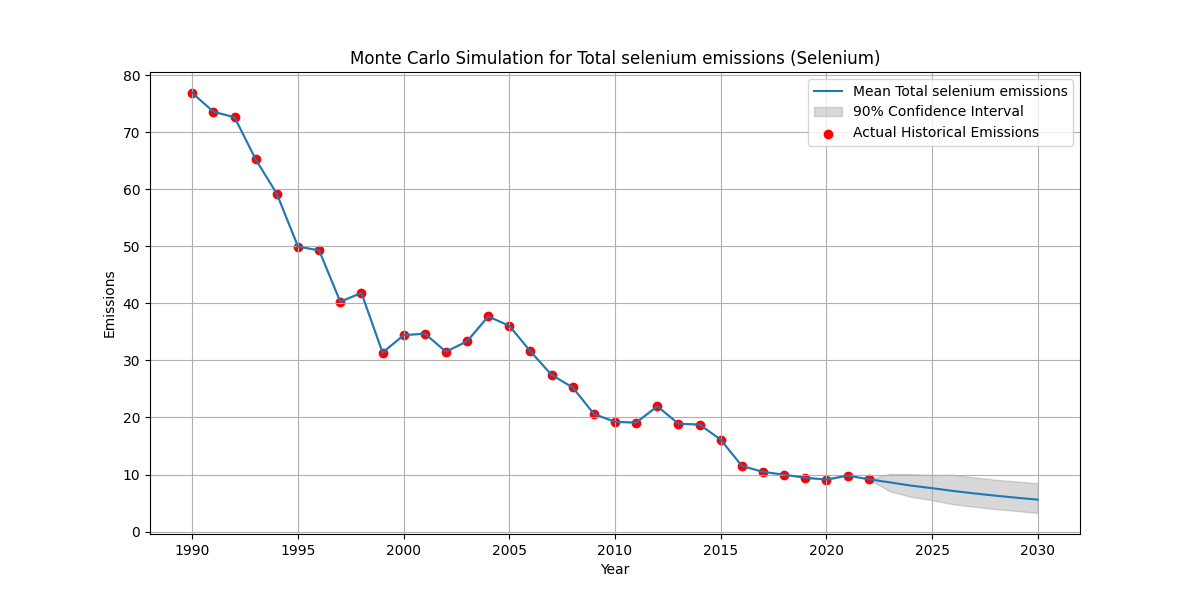 Monte Carlo Simulation for Total selenium emissions (Selenium)
80
70
60
50
40
30
20
10
0
Emissions
Mean Total selenium emissions
90% Confidence Interval
Actual Historical Emissions
1990 1995 2000 2005 2010 2015 2020 2025 2030
Year